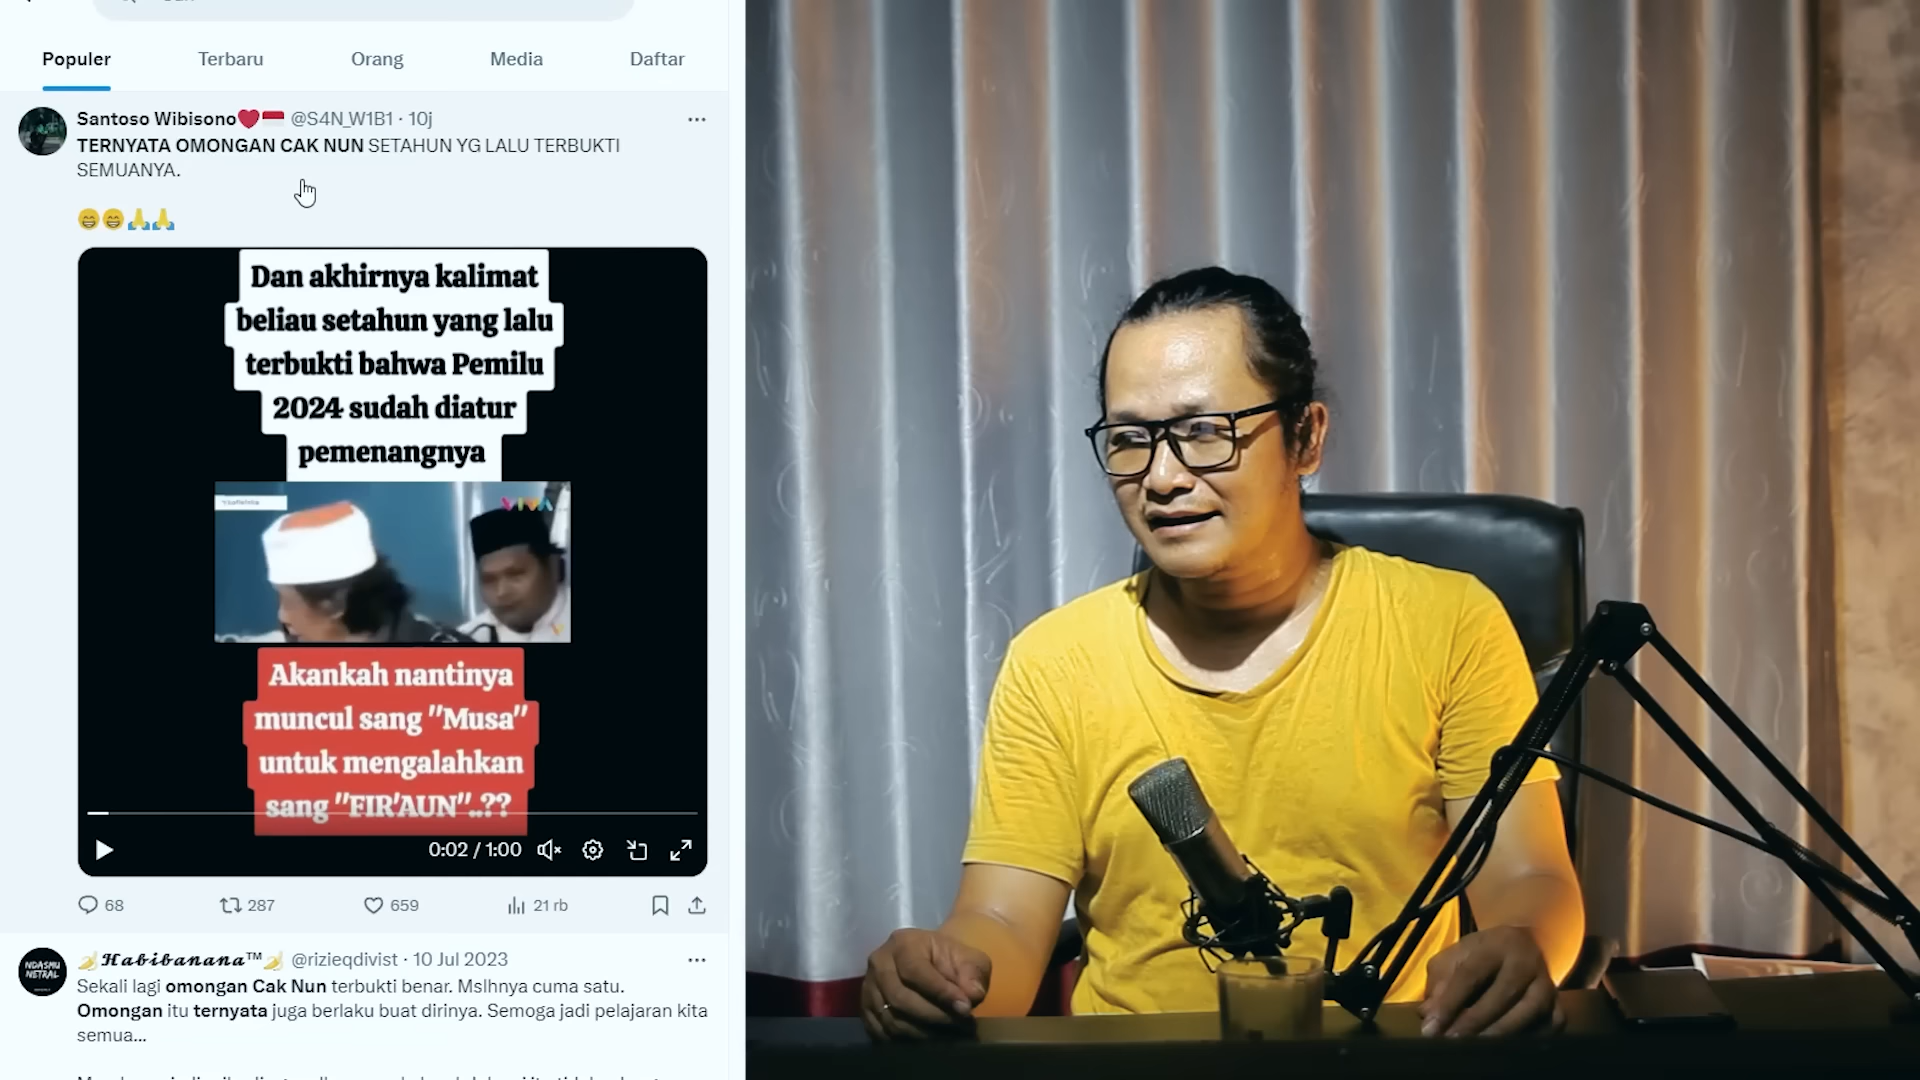 Populer
Terbaru
Orang
Media
Daftar
Santoso Wibisono❤️🇮🇩 @S4N_W1B1 · 10j
TERNYATA OMONGAN CAK NUN SETAHUN YG LALU TERBUKTI
SEMUANYA.
😁😁🙏🙏
Dan akhirnya kalimat
beliau setahun yang lalu
terbukti bahwa Pemilu
2024 sudah diatur
pemenangnya
VIVA
Akankah nantinya
muncul sang "Musa"
untuk mengalahkan
sang "FIR'AUN"..??
0:02 / 1:00
68
287
659
21 rb
NDASMU
NETRAL
🍌𝓗𝓪𝓫𝓲𝓫𝓪𝓷𝓪𝓷𝓪™🍌 @rizieqdivist · 10 Jul 2023
Sekali lagi omongan Cak Nun terbukti benar. Mslhnya cuma satu.
Omongan itu ternyata juga berlaku buat dirinya. Semoga jadi pelajaran kita
semua...